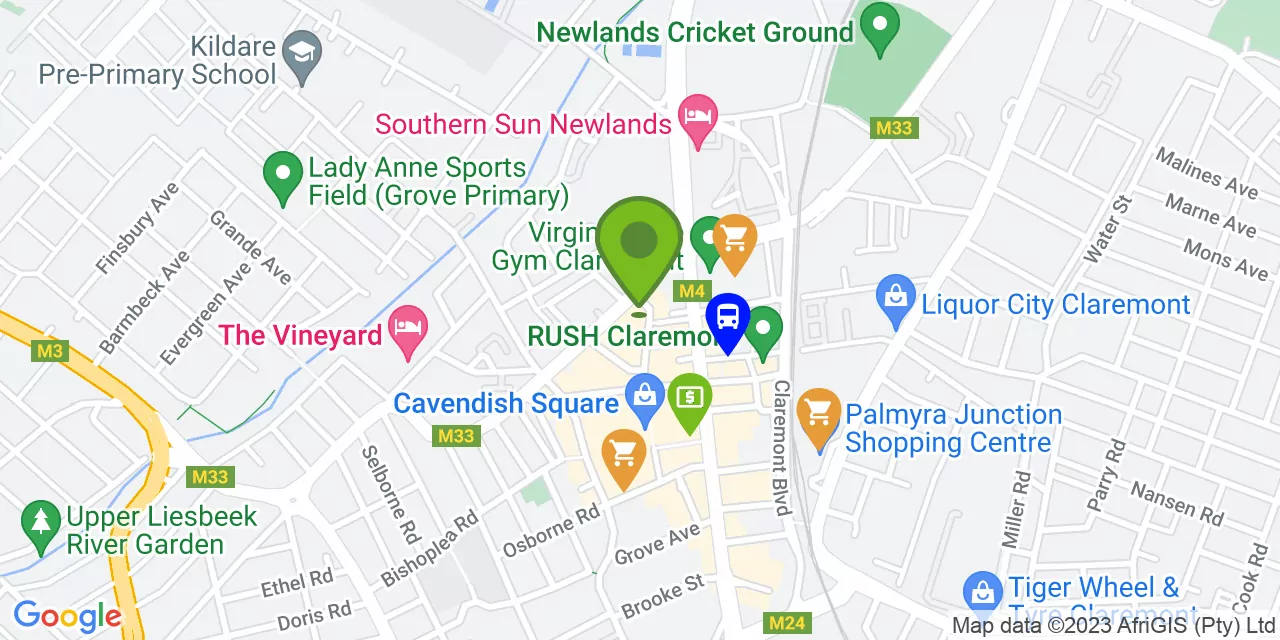 Newlands Cricket Ground
Kildare
Pre-Primary School
Southern Sun Newlands
M33
Lady Anne Sports
Field (Grove Primary)
Malines Ave
Marne Ave
Mons Ave
Water St
Finsbury Ave
Grande Ave
Barmbeck Ave
Evergreen Ave
Virgin
Gym Cla
M4
Liquor City Claremont
The Vineyard
RUSH Claremo
M3
Cavendish Square
Claremont Blvd
Palmyra Junction
Shopping Centre
M33
M33
Selborne Rd
Bishoplea Rd
Osborne Rd
Grove Ave
Brooke St
Miller Rd
Parry Rd
Nansen Rd
Cook Rd
Upper Liesbeek
River Garden
Ethel Rd
Doris Rd
Tiger Wheel &
Tyre Claremont
M24
Google
Map data ©2023 AfriGIS (Pty) Ltd